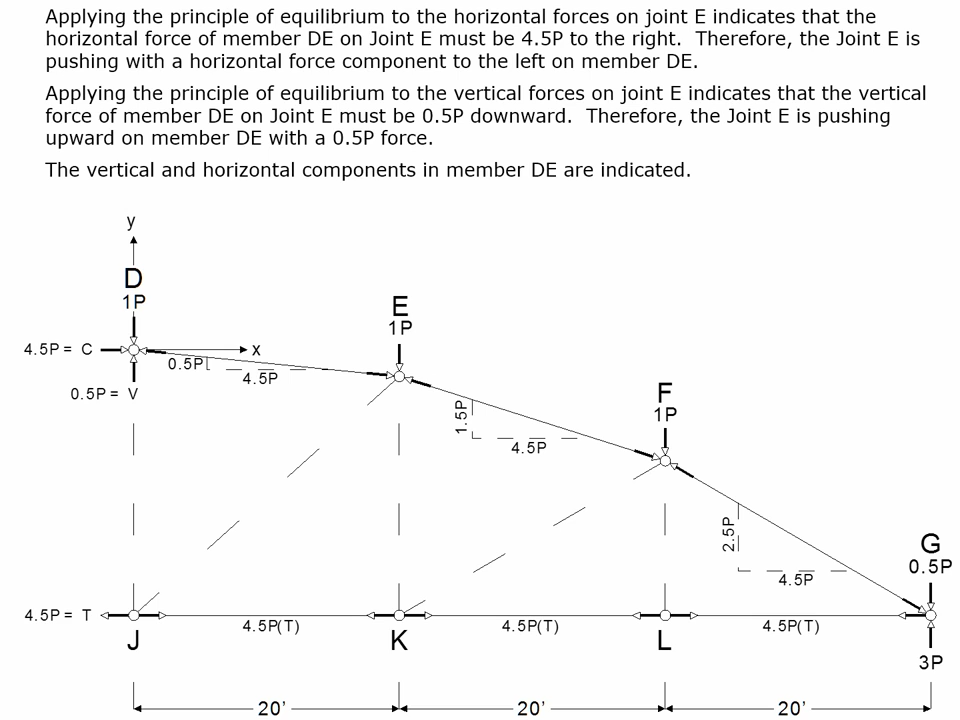 Applying the principle of equilibrium to the horizontal forces on joint E indicates that the
horizontal force of member DE on Joint E must be 4.5P to the right.  Therefore, the Joint E is
pushing with a horizontal force component to the left on member DE.
Applying the principle of equilibrium to the vertical forces on joint E indicates that the vertical
force of member DE on Joint E must be 0.5P downward.  Therefore, the Joint E is pushing
upward on member DE with a 0.5P force.
The vertical and horizontal components in member DE are indicated.
y
D
1P
E
1P
4.5P = C
x
0.5P
4.5P
0.5P = V
F
1P
1.5P
4.5P
2.5P
4.5P
G
0.5P
4.5P = T
4.5P(T)
4.5P(T)
4.5P(T)
J
K
L
3P
20'
20'
20'